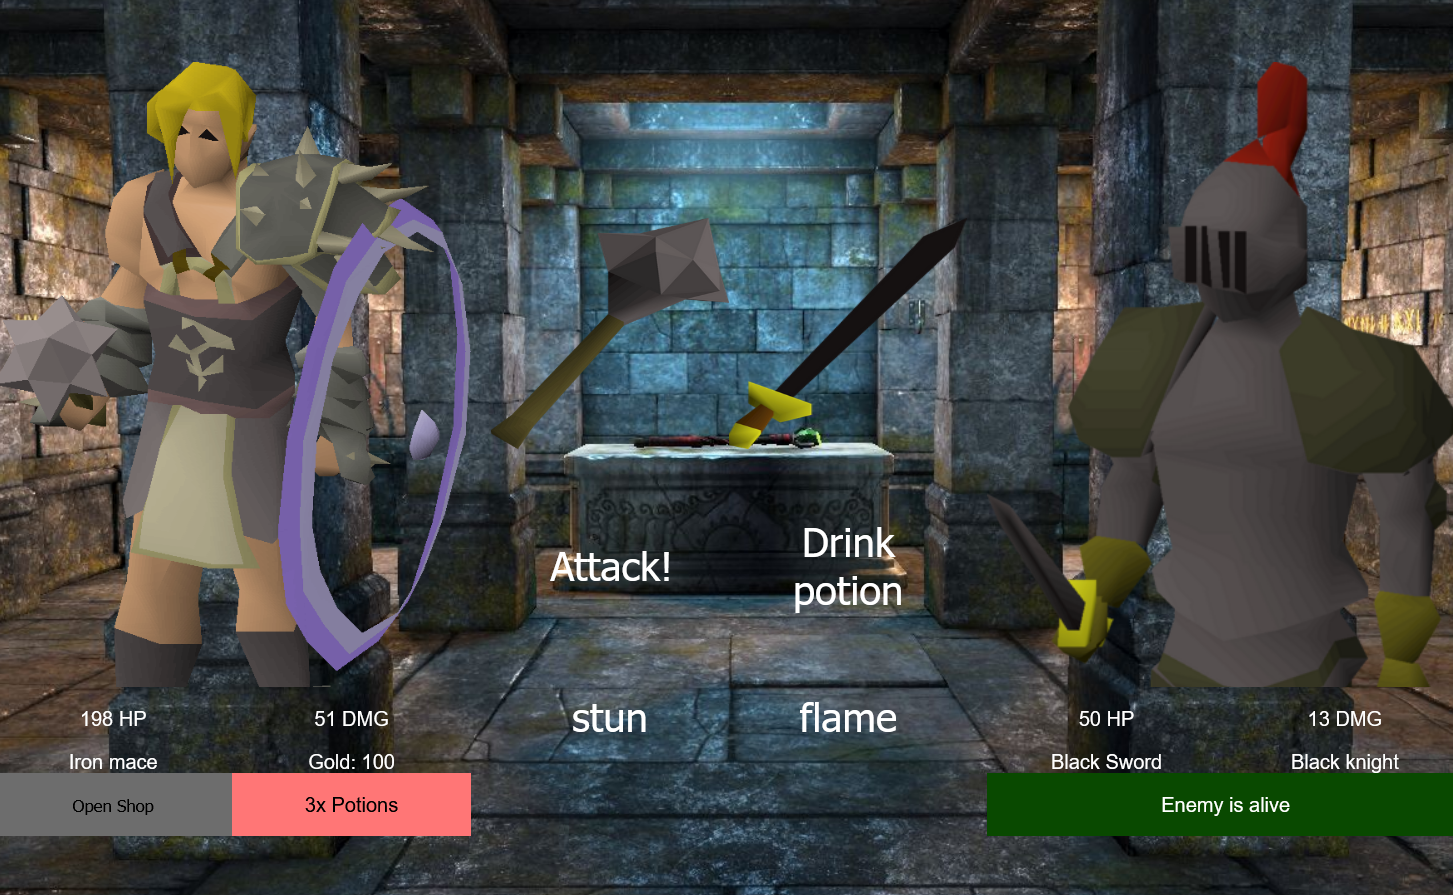 Attack!
Drink
potion
stun
flame
198 HP
51 DMG
Iron mace
Gold: 100
Open Shop
3x Potions
50 HP
13 DMG
Black Sword
Black knight
Enemy is alive